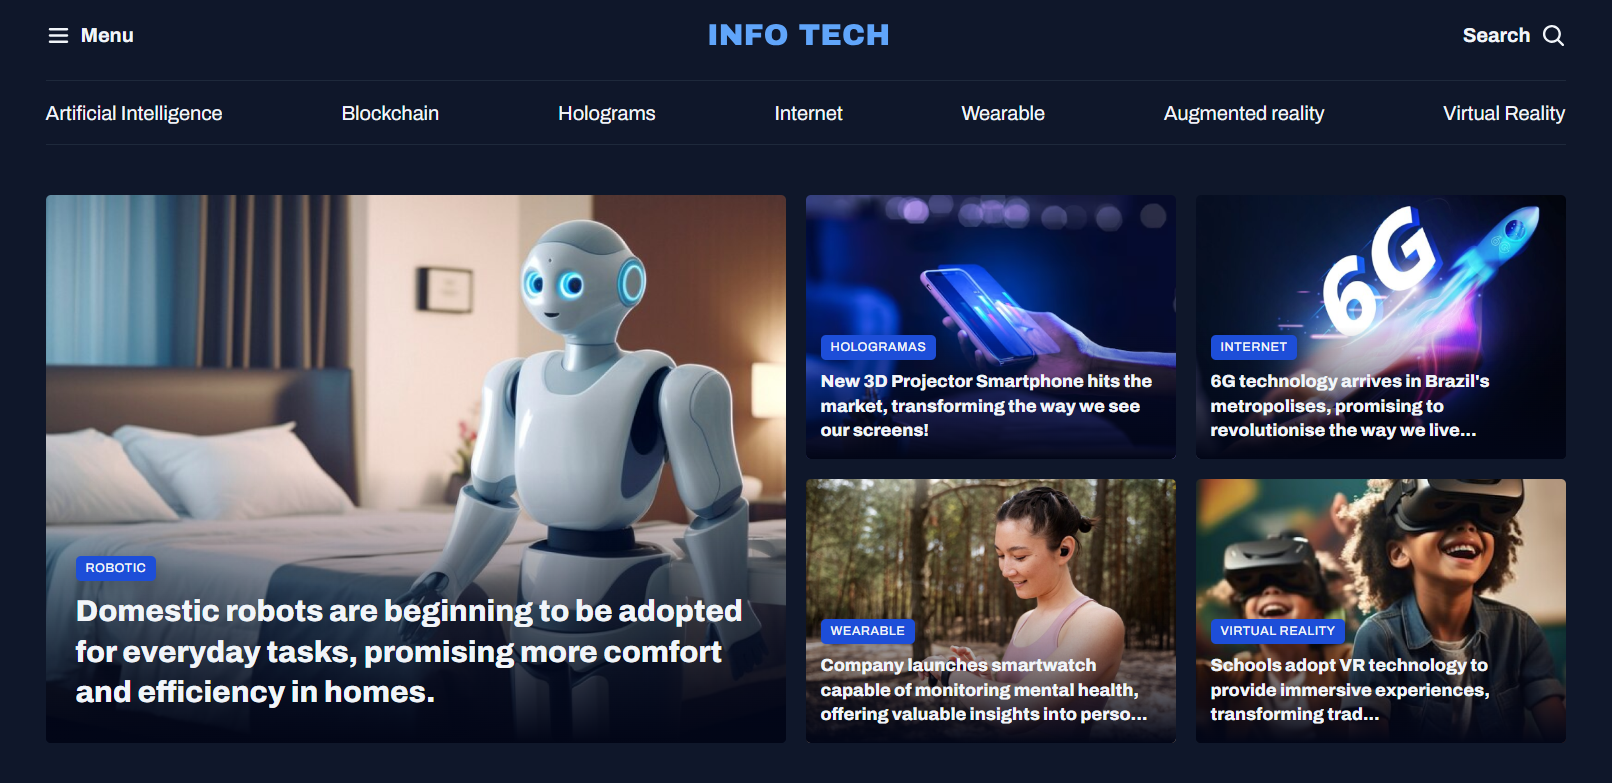 Menu
INFO TECH
Search
Artificial Intelligence
Blockchain
Holograms
Internet
Wearable
Augmented reality
Virtual Reality
ROBOTIC
Domestic robots are beginning to be adopted
for everyday tasks, promising more comfort
and efficiency in homes.
HOLOGRAMAS
New 3D Projector Smartphone hits the
market, transforming the way we see
our screens!
6G
INTERNET
6G technology arrives in Brazil's
metropolises, promising to
revolutionise the way we live...
WEARABLE
Company launches smartwatch
capable of monitoring mental health,
offering valuable insights into perso...
VIRTUAL REALITY
Schools adopt VR technology to
provide immersive experiences,
transforming trad...